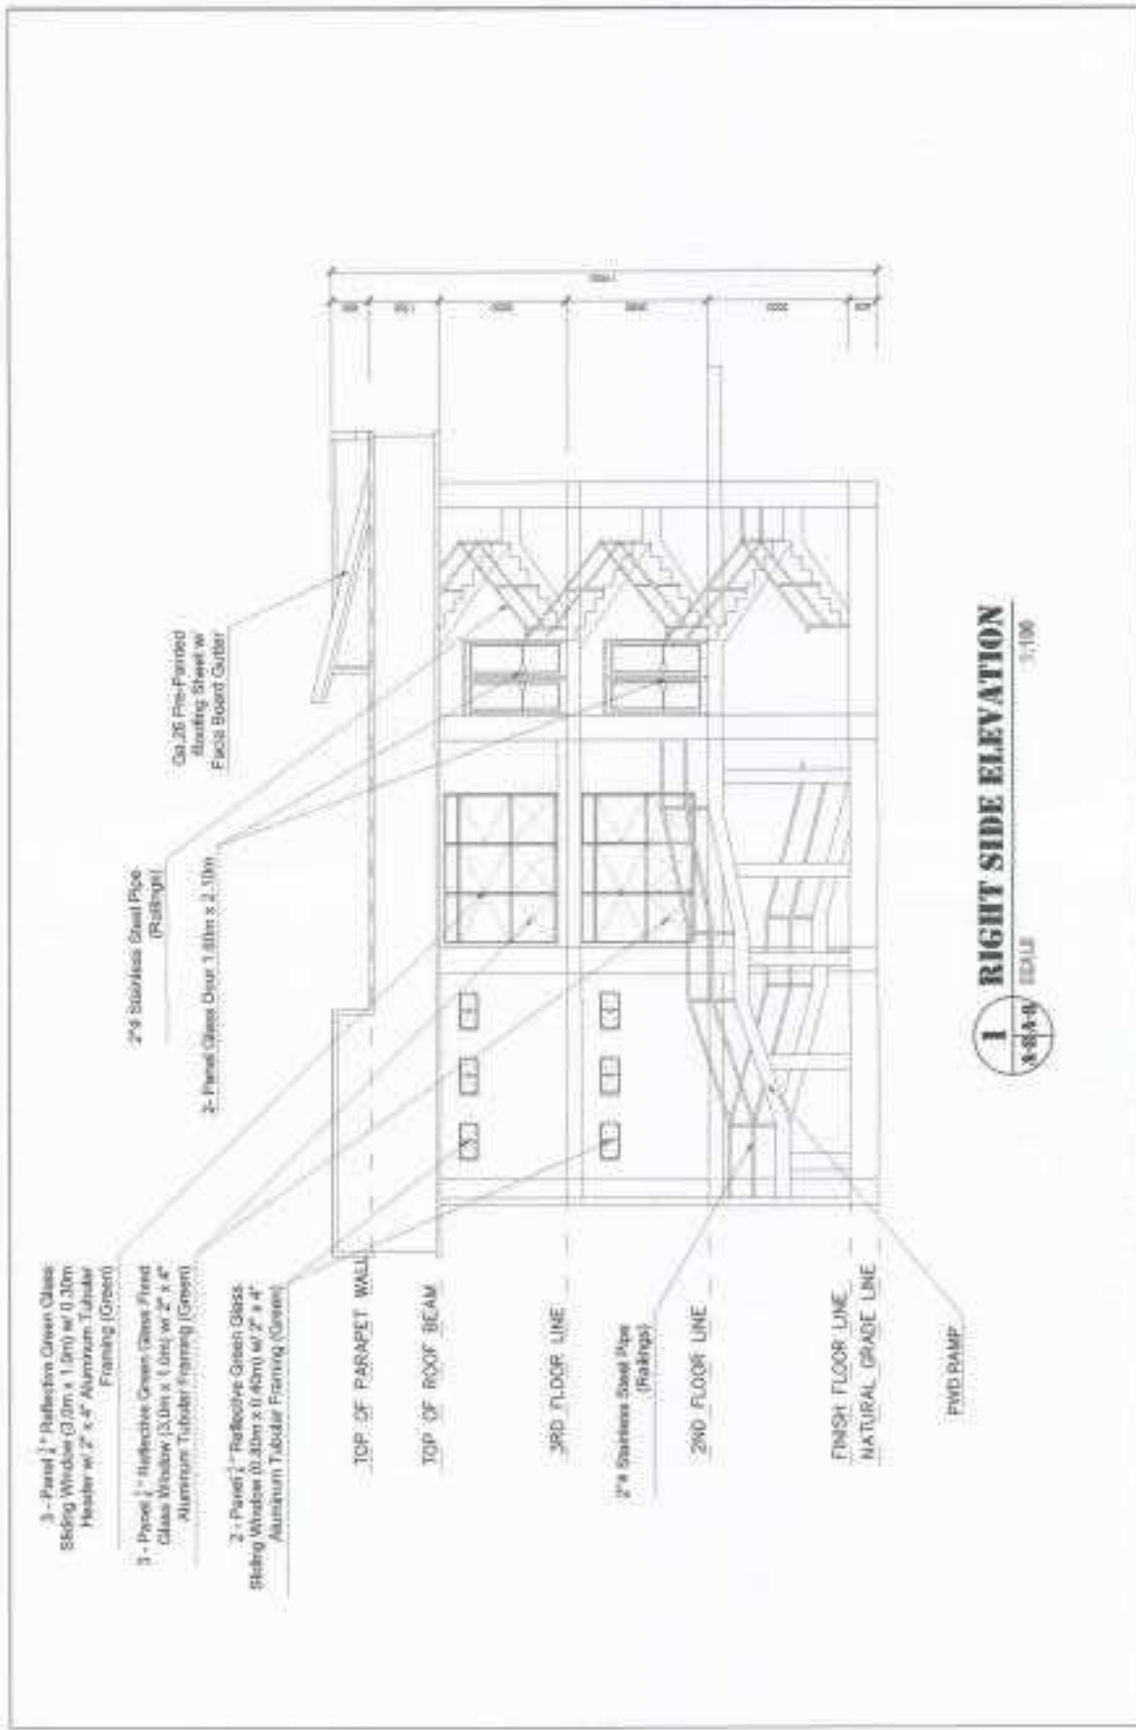 3 - Panel ¼" Reflective Green Glass
Sliding Window (3.0m x 1.0m) w/ 0.30m
Header w/ 2" x 4" Aluminum Tubular
Framing (Green)
3 - Panel ¼" Reflective Green Glass Fixed
Glass Window (3.0m x 1.0m) w/ 2" x 4"
Aluminum Tubular Framing (Green)
2 - Panel ¼" Reflective Green Glass
Sliding Window (0.80m x 0.40m) w/ 2" x 4"
Aluminum Tubular Framing (Green)
2"ø Stainless Steel Pipe
(Railings)
2- Panel Glass Door 1.60m x 2.10m
Ga.26 Pre-Painted
Roofing Sheet w/
Facia Board Gutter
TOP OF PARAPET WALL
TOP OF ROOF BEAM
3RD FLOOR LINE
2"ø Stainless Steel Pipe
(Railings)
2ND FLOOR LINE
FINISH FLOOR LINE
NATURAL GRADE LINE
PWD RAMP
1
RIGHT SIDE ELEVATION
SCALE 1:100